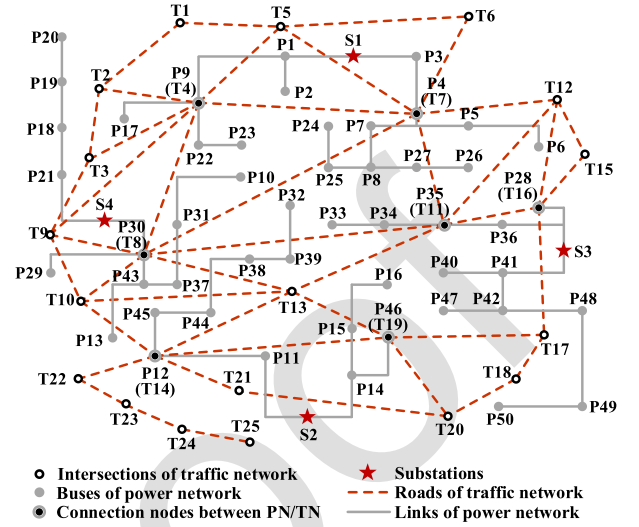 T1
T5
T6
P20
P1
S1
P3
P19
T2
P9
(T4)
P4
(T7)
T12
P2
P17
P18
P24
P7
P5
P23
P22
P6
T3
P25
P8
P27
P26
P28
(T16)
T15
P21
P10
P32
P35
(T11)
S4
P30
(T8)
P31
P33
P34
P36
T9
S3
P29
P43
P37
P38
P39
P16
P40
P41
T10
T13
P45
P44
P46
(T19)
P47
P42
P48
P13
P15
T17
P12
(T14)
P11
T22
T21
P14
T18
T23
T24
T25
S2
T20
P50
P49
Intersections of traffic network
Substations
Buses of power network
Roads of traffic network
Connection nodes between PN/TN
Links of power network